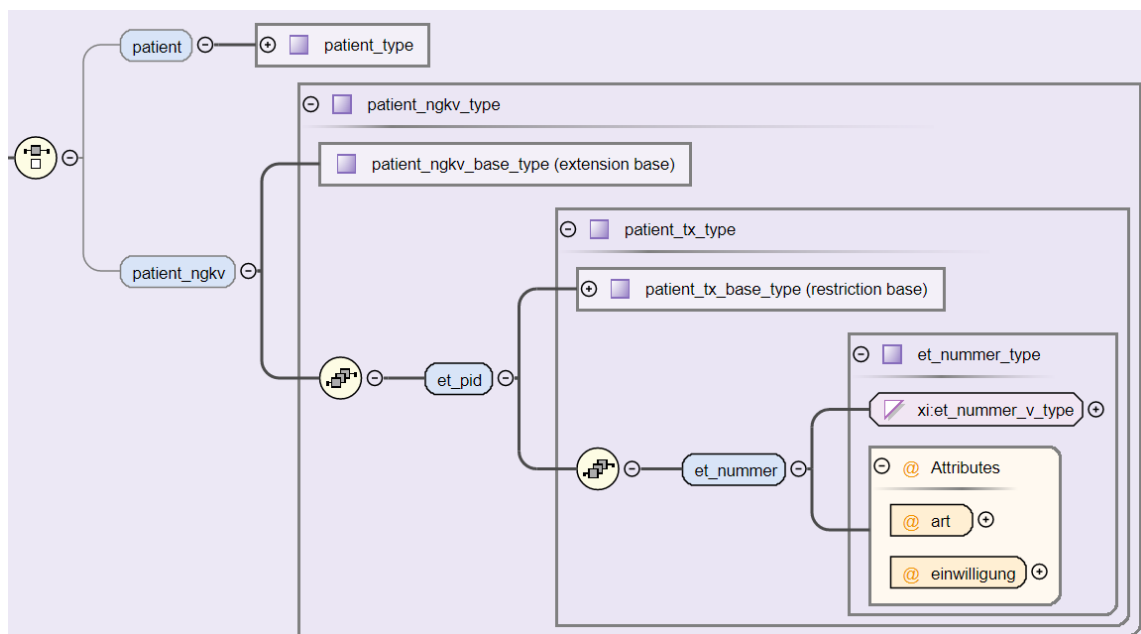 patient
patient_type
patient_ngkv_type
patient_ngkv_base_type (extension base)
patient_tx_type
patient_ngkv
patient_tx_base_type (restriction base)
et_nummer_type
et_pid
xi:et_nummer_v_type
et_nummer
@ Attributes
@ art
@ einwilligung